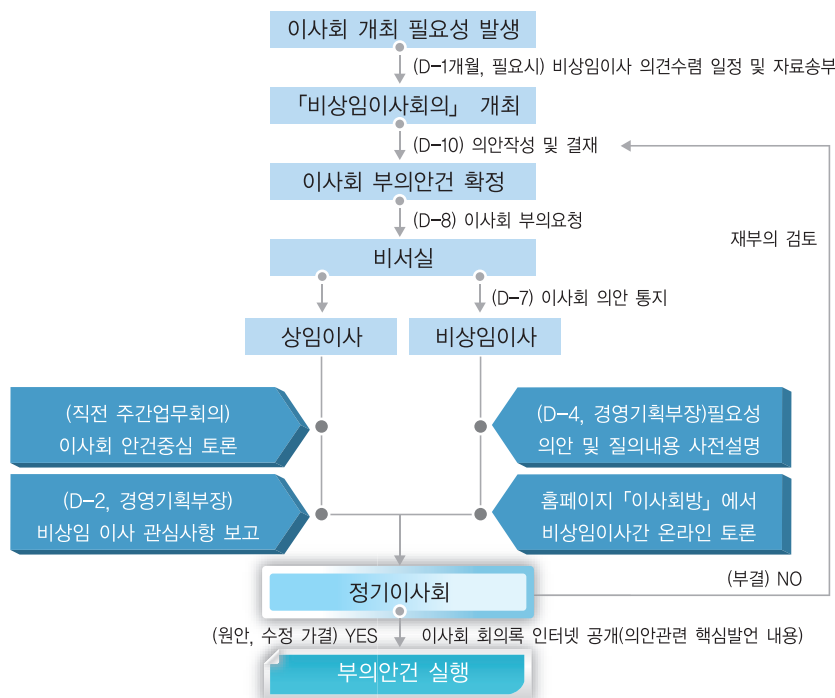 이사회 개최 필요성 발생
(D-1개월, 필요시) 비상임이사 의견수렴 일정 및 자료송부
「비상임이사회의」 개최
(D-10) 의안작성 및 결재
이사회 부의안건 확정
(D-8) 이사회 부의요청
재부의 검토
비서실
(D-7) 이사회 의안 통지
상임이사
비상임이사
(직전 주간업무회의)
이사회 안건중심 토론
(D-4, 경영기획부장)필요성
의안 및 질의내용 사전설명
(D-2, 경영기획부장)
비상임 이사 관심사항 보고
홈페이지「이사회방」에서
비상임이사간 온라인 토론
정기이사회
(부결) NO
(원안, 수정 가결) YES
이사회 회의록 인터넷 공개(의안관련 핵심발언 내용)
부의안건 실행